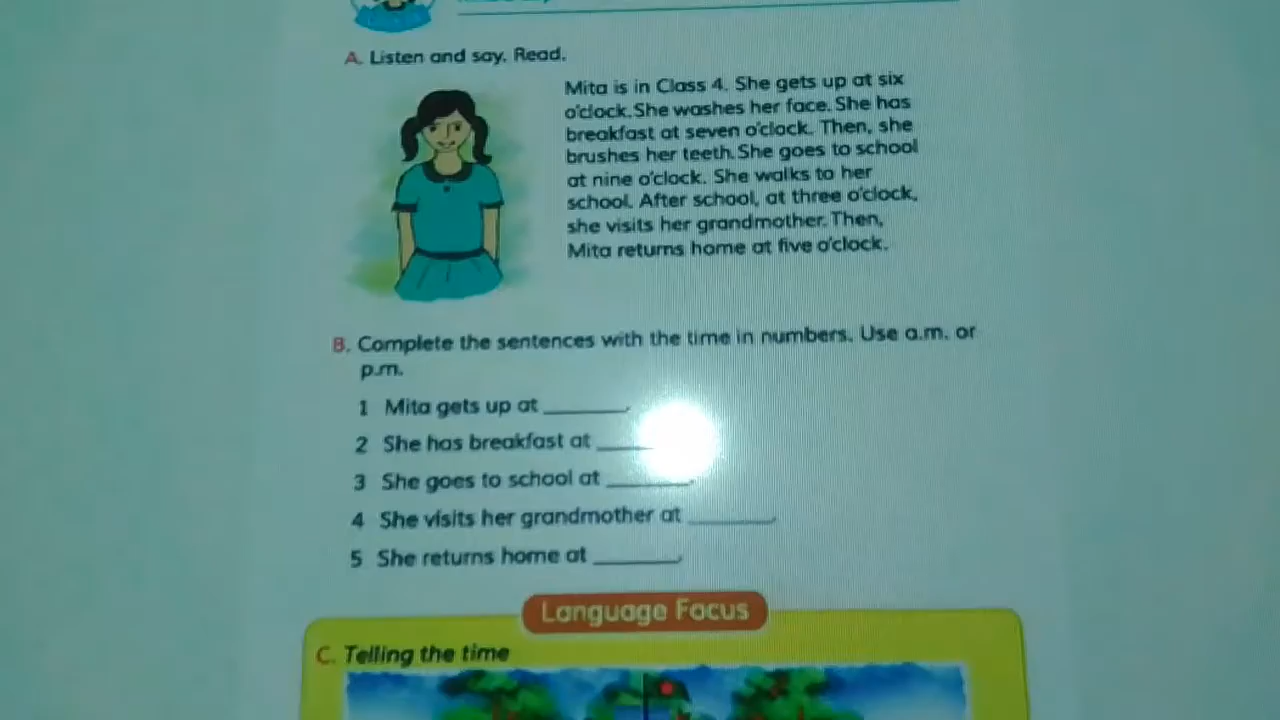 A. Listen and say. Read.
Mita is in Class 4. She gets up at six
o'clock. She washes her face. She has
breakfast at seven o'clock. Then, she
brushes her teeth. She goes to school
at nine o'clock. She walks to her
school. After school, at three o'clock,
she visits her grandmother. Then,
Mita returns home at five o'clock.
B. Complete the sentences with the time in numbers. Use a.m. or
p.m.
1 Mita gets up at ________.
2 She has breakfast at ________
3 She goes to school at ________.
4 She visits her grandmother at ________.
5 She returns home at ________.
Language Focus
C. Telling the time